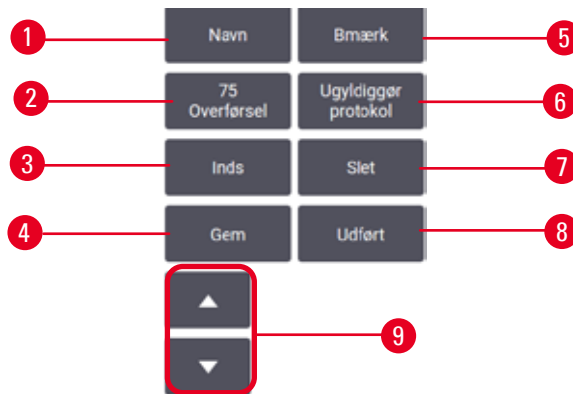 1
Navn
Bmærk
5
2
75
Overførsel
Ugyldiggør
protokol
6
3
Inds
Slet
7
4
Gem
Udført
8
9